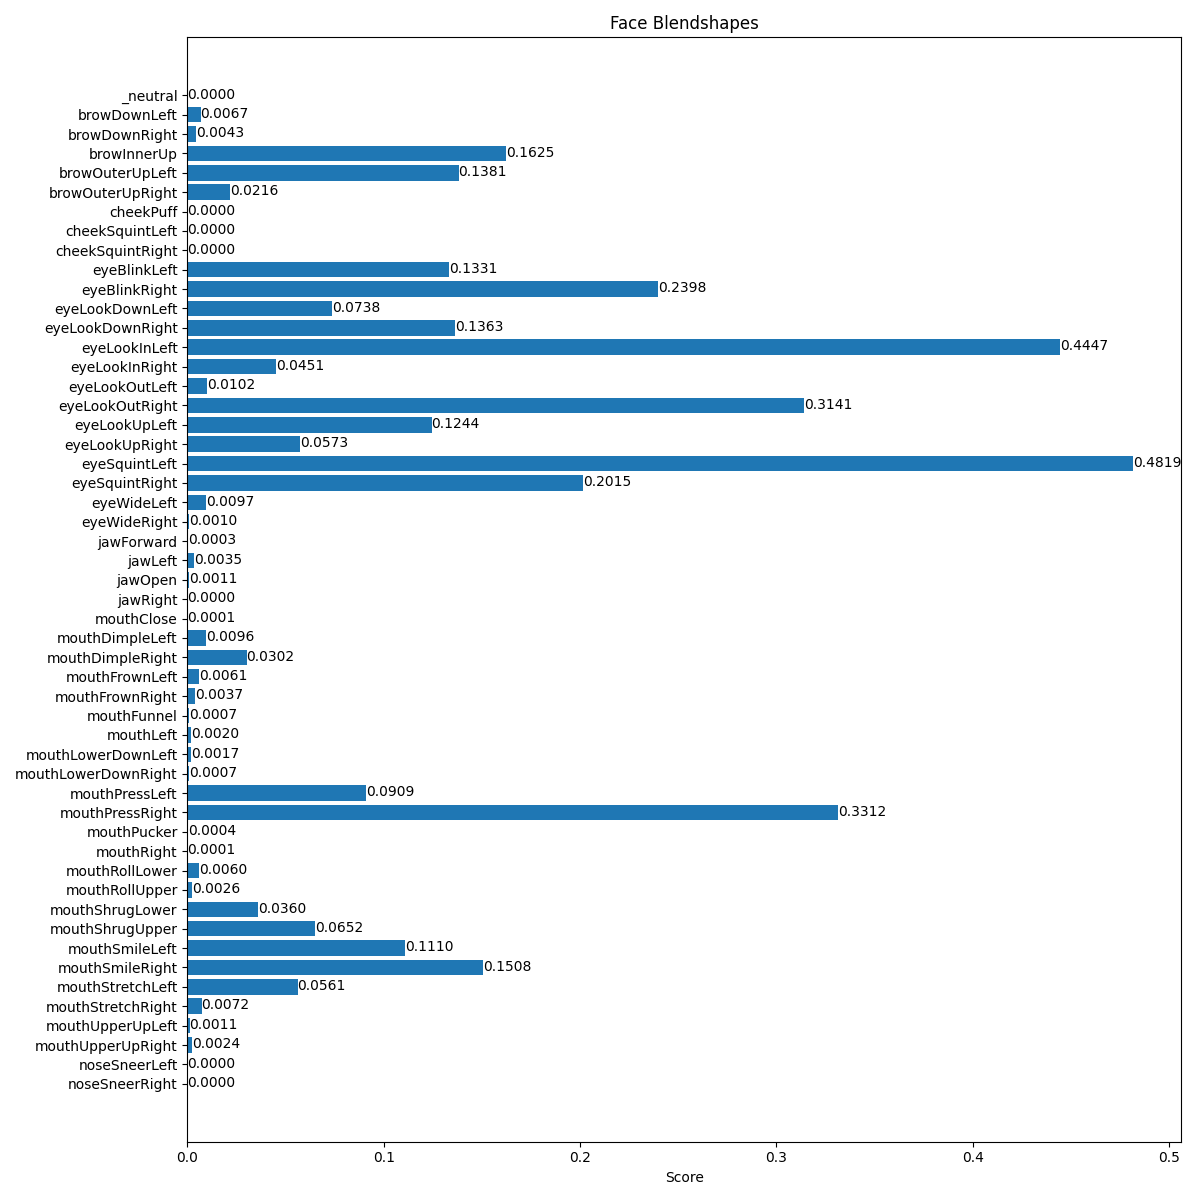 Face Blendshapes
_neutral 0.0000
browDownLeft 0.0067
browDownRight 0.0043
browInnerUp 0.1625
browOuterUpLeft 0.1381
browOuterUpRight 0.0216
cheekPuff 0.0000
cheekSquintLeft 0.0000
cheekSquintRight 0.0000
eyeBlinkLeft 0.1331
eyeBlinkRight 0.2398
eyeLookDownLeft 0.0738
eyeLookDownRight 0.1363
eyeLookInLeft 0.4447
eyeLookInRight 0.0451
eyeLookOutLeft 0.0102
eyeLookOutRight 0.3141
eyeLookUpLeft 0.1244
eyeLookUpRight 0.0573
eyeSquintLeft 0.4819
eyeSquintRight 0.2015
eyeWideLeft 0.0097
eyeWideRight 0.0010
jawForward 0.0003
jawLeft 0.0035
jawOpen 0.0011
jawRight 0.0000
mouthClose 0.0001
mouthDimpleLeft 0.0096
mouthDimpleRight 0.0302
mouthFrownLeft 0.0061
mouthFrownRight 0.0037
mouthFunnel 0.0007
mouthLeft 0.0020
mouthLowerDownLeft 0.0017
mouthLowerDownRight 0.0007
mouthPressLeft 0.0909
mouthPressRight 0.3312
mouthPucker 0.0004
mouthRight 0.0001
mouthRollLower 0.0060
mouthRollUpper 0.0026
mouthShrugLower 0.0360
mouthShrugUpper 0.0652
mouthSmileLeft 0.1110
mouthSmileRight 0.1508
mouthStretchLeft 0.0561
mouthStretchRight 0.0072
mouthUpperUpLeft 0.0011
mouthUpperUpRight 0.0024
noseSneerLeft 0.0000
noseSneerRight 0.0000
0.0 0.1 0.2 0.3 0.4 0.5
Score